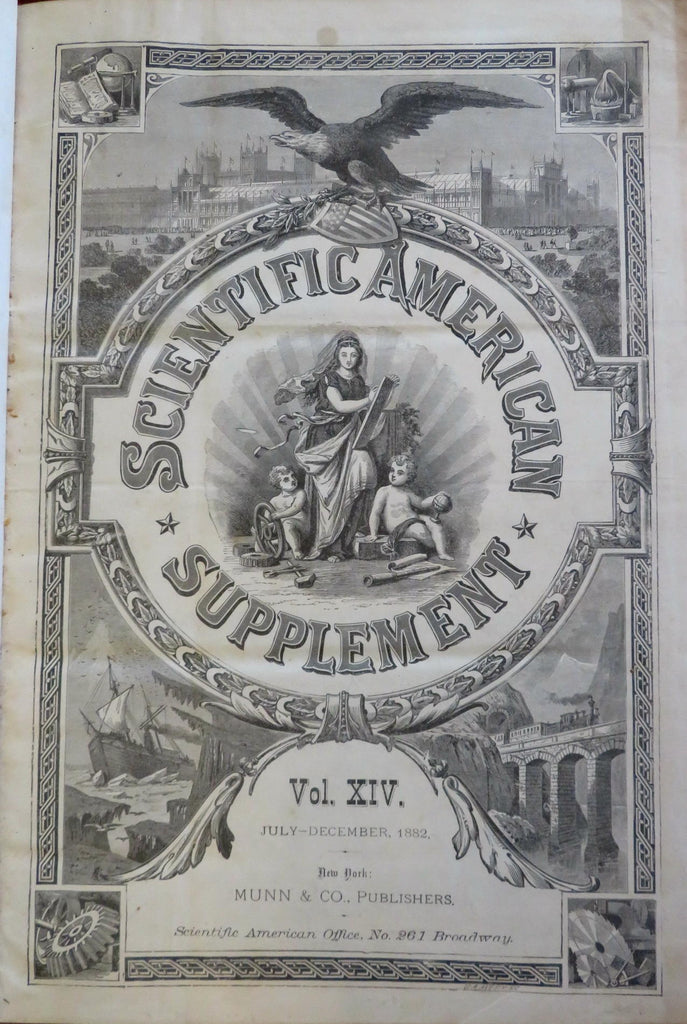 SCIENTIFIC AMERICAN
SUPPLEMENT
Vol. XIV.
JULY–DECEMBER, 1882.
New York:
MUNN & CO., PUBLISHERS.
Scientific American Office, No. 261 Broadway.